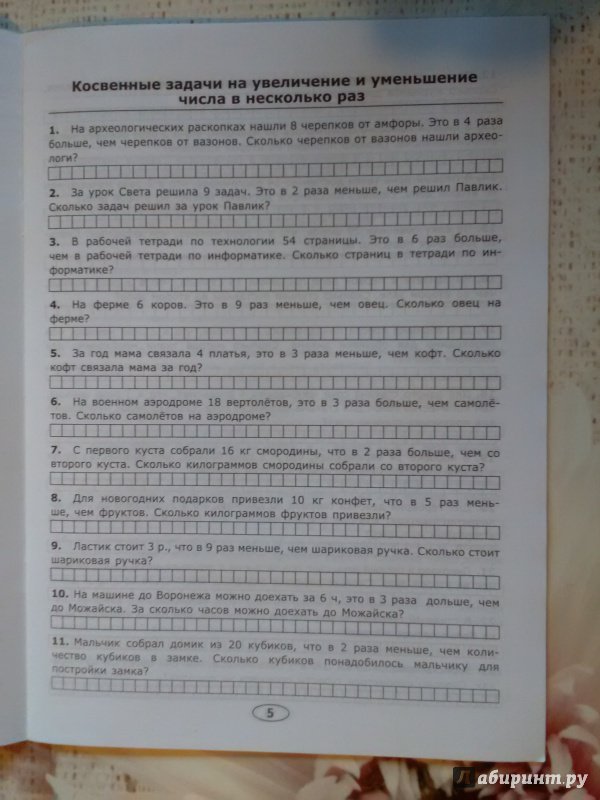 Косвенные задачи на увеличение и уменьшение
числа в несколько раз
1. На археологических раскопках нашли 8 черепков от амфоры. Это в 4 раза
больше, чем черепков от вазонов. Сколько черепков от вазонов нашли архео-
логи?
2. За урок Света решила 9 задач. Это в 2 раза меньше, чем решил Павлик.
Сколько задач решил за урок Павлик?
3. В рабочей тетради по технологии 54 страницы. Это в 6 раз больше,
чем в рабочей тетради по информатике. Сколько страниц в тетради по ин-
форматике?
4. На ферме 6 коров. Это в 9 раз меньше, чем овец. Сколько овец на
ферме?
5. За год мама связала 4 платья, это в 3 раза меньше, чем кофт. Сколько
кофт связала мама за год?
6. На военном аэродроме 18 вертолётов, это в 3 раза больше, чем самолё-
тов. Сколько самолётов на аэродроме?
7. С первого куста собрали 16 кг смородины, что в 2 раза больше, чем со
второго куста. Сколько килограммов смородины собрали со второго куста?
8. Для новогодних подарков привезли 10 кг конфет, что в 5 раз мень-
ше, чем фруктов. Сколько килограммов фруктов привезли?
9. Ластик стоит 3 р., что в 9 раз меньше, чем шариковая ручка. Сколько стоит
шариковая ручка?
10. На машине до Воронежа можно доехать за 6 ч, это в 3 раза дольше, чем
до Можайска. За сколько часов можно доехать до Можайска?
11. Мальчик собрал домик из 20 кубиков, что в 2 раза меньше, чем коли-
чество кубиков в замке. Сколько кубиков понадобилось мальчику для
постройки замка?
5
Лабиринт.ру